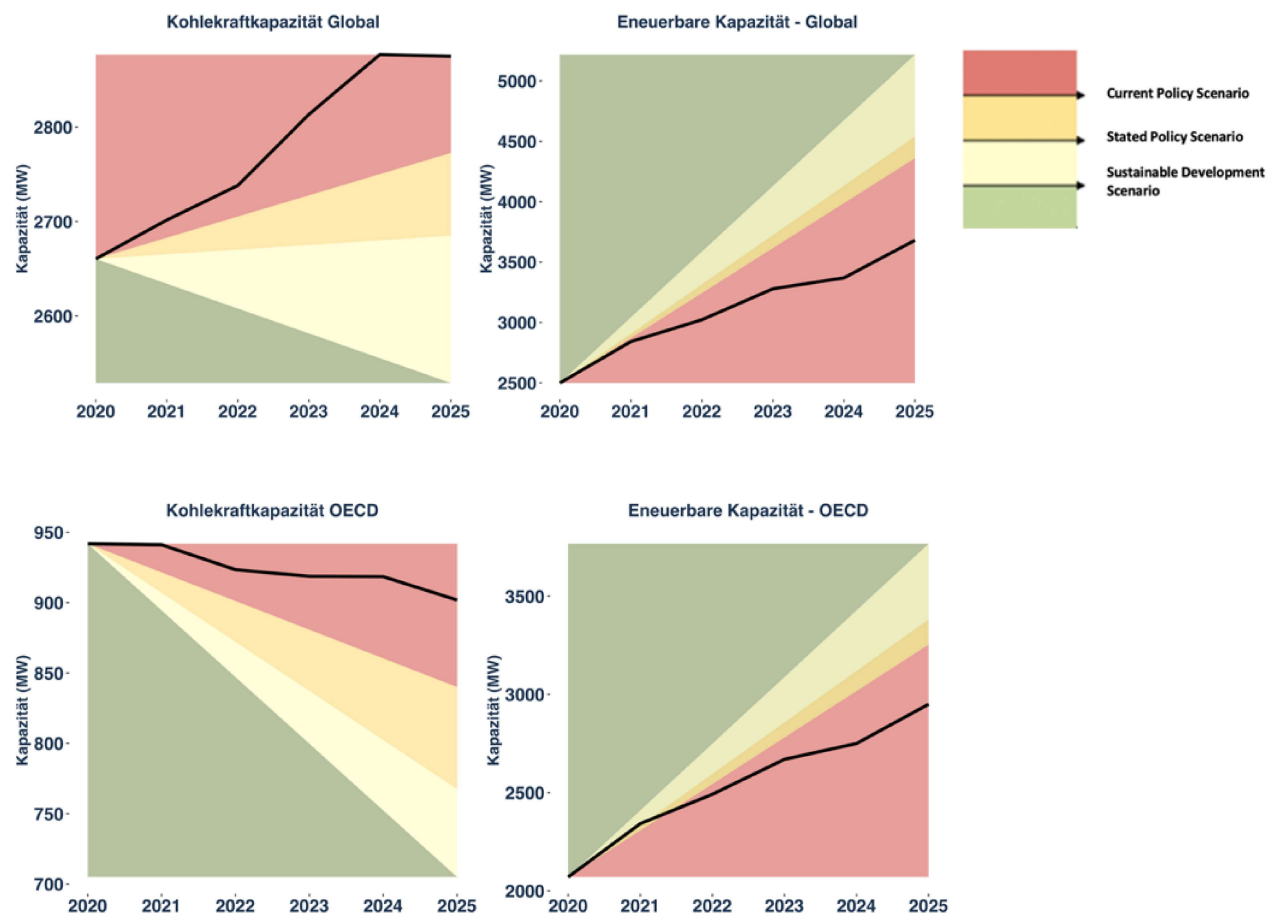 Kohlekraftkapazität Global
Kapazität (MW)
2800
2700
2600
2020 2021 2022 2023 2024 2025
Eneuerbare Kapazität - Global
Kapazität (MW)
5000
4500
4000
3500
3000
2500
2020 2021 2022 2023 2024 2025
Current Policy Scenario
Stated Policy Scenario
Sustainable Development
Scenario
Kohlekraftkapazität OECD
Kapazität (MW)
950
900
850
800
750
700
2020 2021 2022 2023 2024 2025
Eneuerbare Kapazität - OECD
Kapazität (MW)
3500
3000
2500
2000
2020 2021 2022 2023 2024 2025